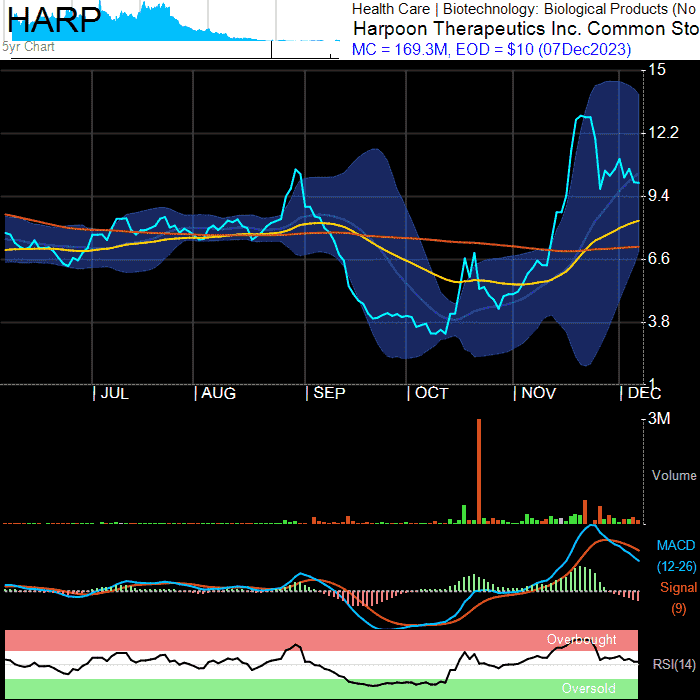 HARP
Health Care | Biotechnology: Biological Products (No
Harpoon Therapeutics Inc. Common Sto
5yr Chart
MC = 169.3M, EOD = $10 (07Dec2023)
15
12.2
9.4
6.6
3.8
1
| JUL | AUG | SEP | OCT | NOV | DEC
3M
Volume
MACD
(12-26)
Signal
(9)
Overbought
RSI(14)
Oversold